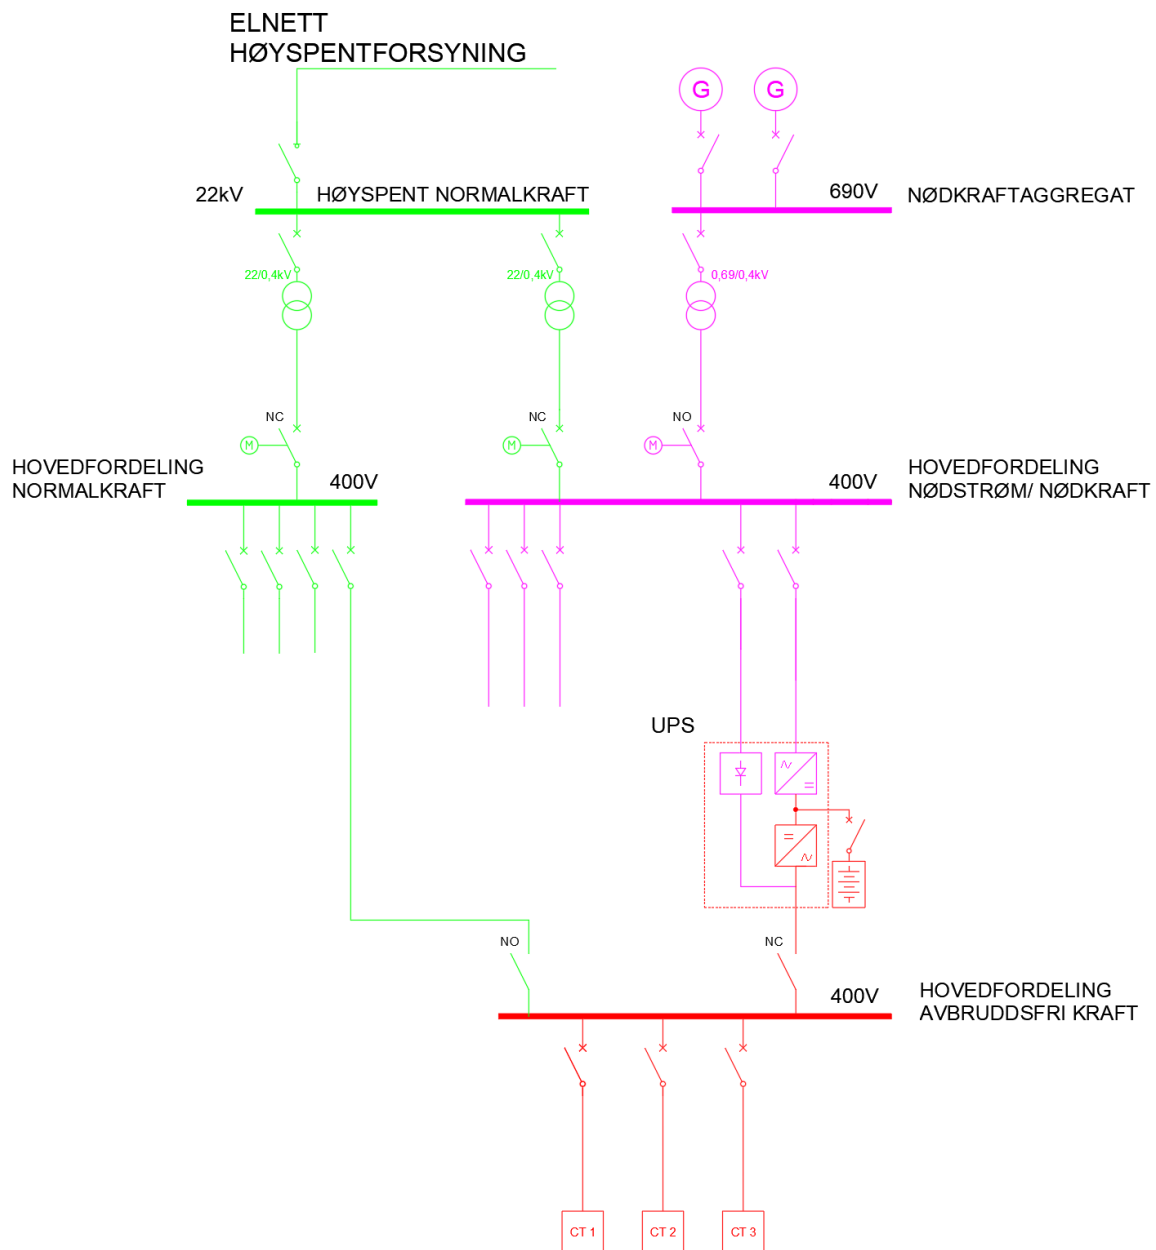 ELNETT
HØYSPENTFORSYNING
G
G
22kV
HØYSPENT NORMALKRAFT
690V
NØDKRAFTAGGREGAT
22/0,4kV
22/0,4kV
0,69/0,4kV
NC
NC
NO
M
M
M
HOVEDFORDELING
NORMALKRAFT
400V
400V
HOVEDFORDELING
NØDSTRØM/ NØDKRAFT
UPS
NO
NC
400V
HOVEDFORDELING
AVBRUDDSFRI KRAFT
CT 1
CT 2
CT 3